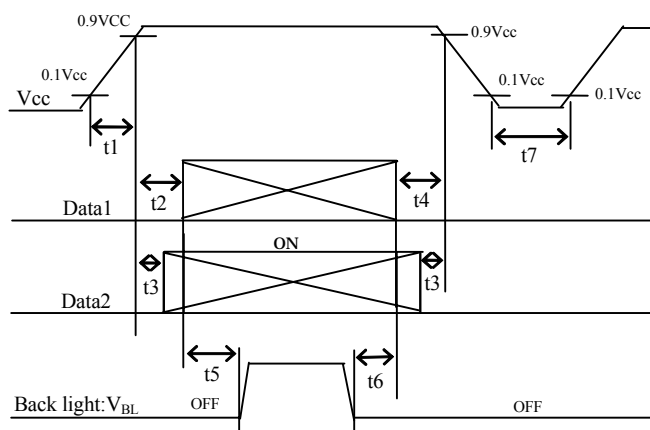 0.9VCC
0.9Vcc
0.1Vcc
0.1Vcc
0.1Vcc
Vcc
t1
t7
t2
t4
Data1
ON
t3
t3
Data2
t5
t6
Back light:VBL
OFF
OFF